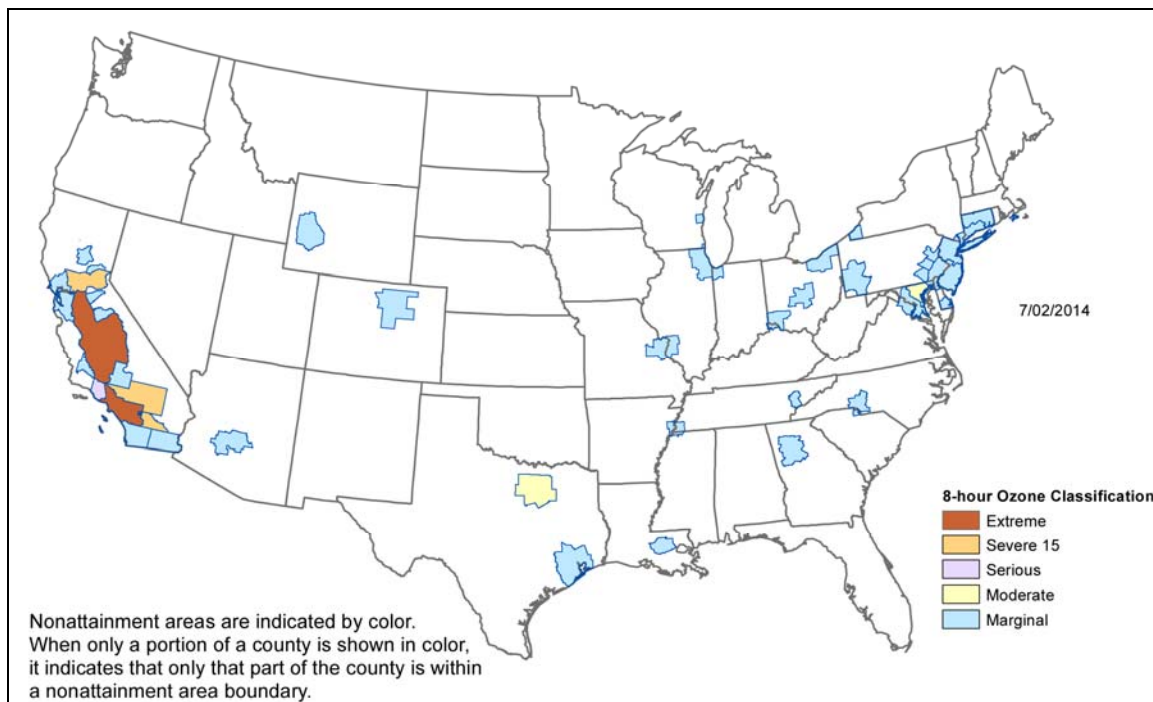 7/02/2014
8-hour Ozone Classification
Extreme
Severe 15
Serious
Moderate
Marginal
Nonattainment areas are indicated by color.
When only a portion of a county is shown in color,
it indicates that only that part of the county is within
a nonattainment area boundary.